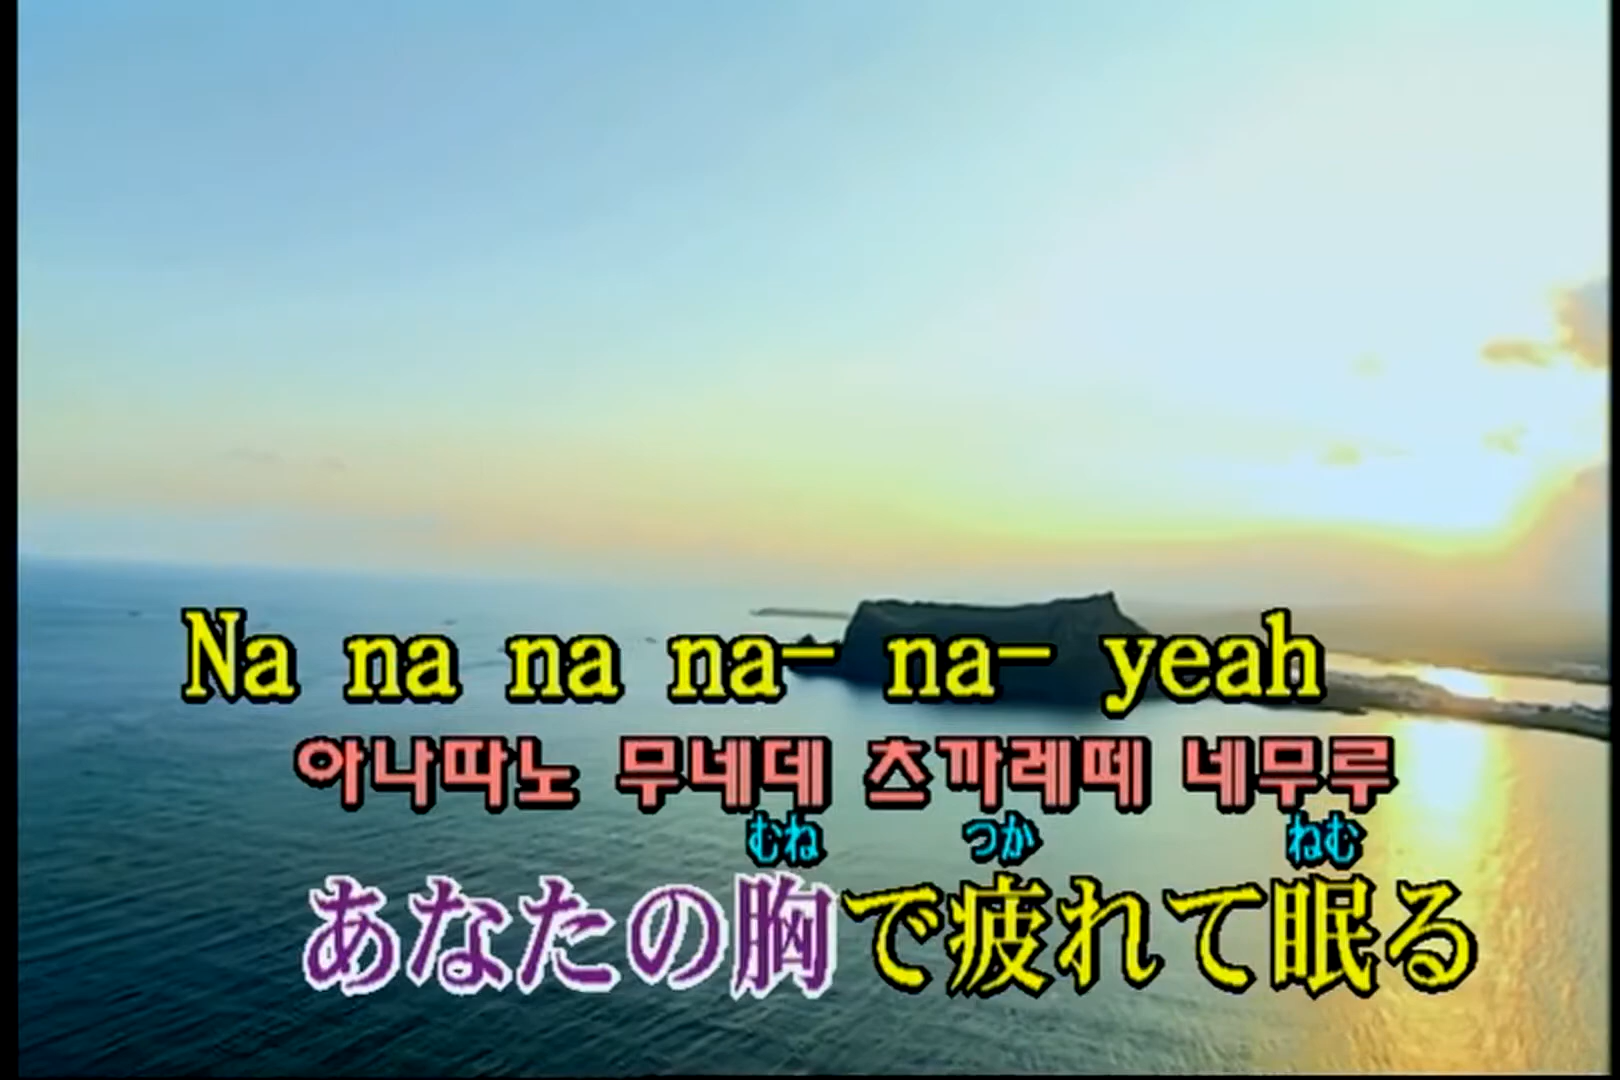 Na na na na- na- yeah
아나따노 무네데 츠까레떼 네무루
むね つか ねむ
あなたの胸で疲れて眠る